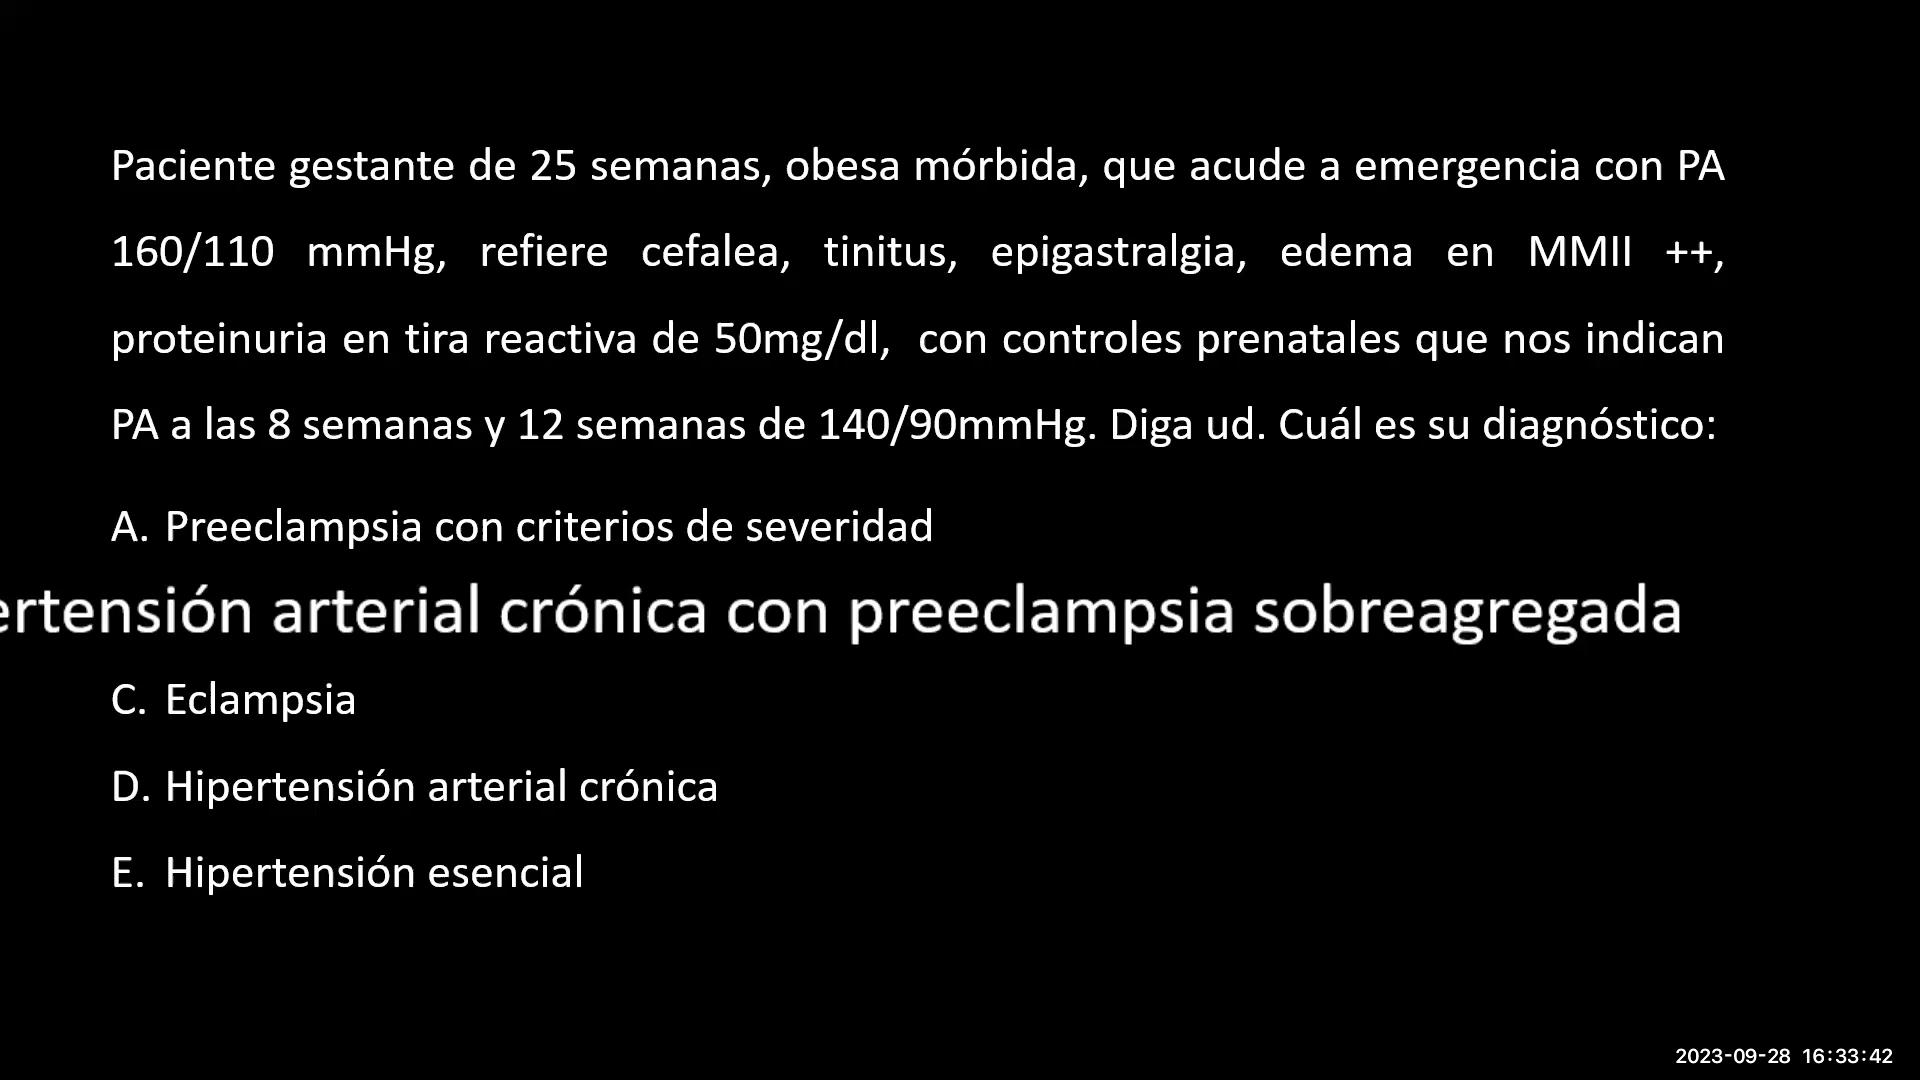 Paciente gestante de 25 semanas, obesa mórbida, que acude a emergencia con PA
160/110 mmHg, refiere cefalea, tinitus, epigastralgia, edema en MMII ++,
proteinuria en tira reactiva de 50mg/dl, con controles prenatales que nos indican
PA a las 8 semanas y 12 semanas de 140/90mmHg. Diga ud. Cuál es su diagnóstico:
A. Preeclampsia con criterios de severidad
ertensión arterial crónica con preeclampsia sobreagregada
C. Eclampsia
D. Hipertensión arterial crónica
E. Hipertensión esencial
2023-09-28 16:33:42